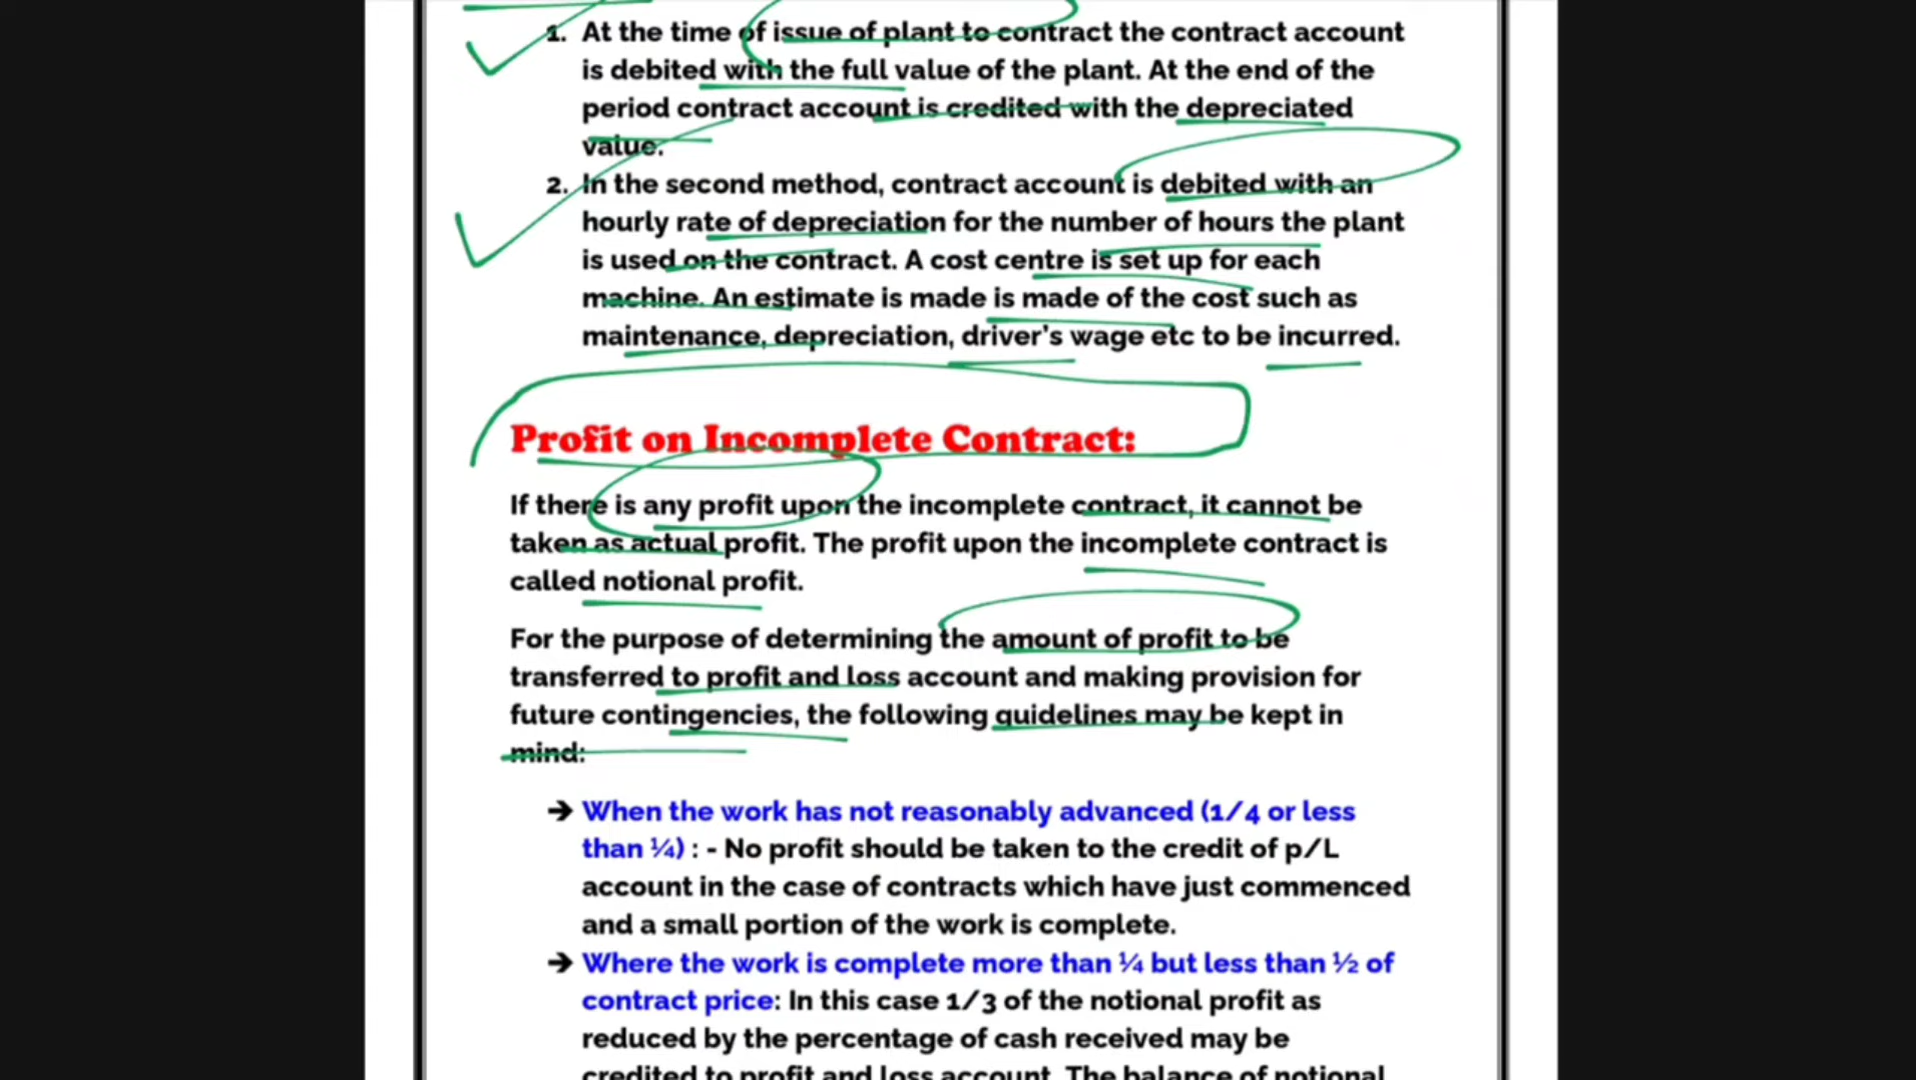 1. At the time of issue of plant to contract the contract account
is debited with the full value of the plant. At the end of the
period contract account is credited with the depreciated
value.
2. In the second method, contract account is debited with an
hourly rate of depreciation for the number of hours the plant
is used on the contract. A cost centre is set up for each
machine. An estimate is made is made of the cost such as
maintenance, depreciation, driver's wage etc to be incurred.
Profit on Incomplete Contract:
If there is any profit upon the incomplete contract, it cannot be
taken as actual profit. The profit upon the incomplete contract is
called notional profit.
For the purpose of determining the amount of profit to be
transferred to profit and loss account and making provision for
future contingencies, the following guidelines may be kept in
mind:
➔ When the work has not reasonably advanced (1/4 or less
than ¼) : - No profit should be taken to the credit of p/L
account in the case of contracts which have just commenced
and a small portion of the work is complete.
➔ Where the work is complete more than ¼ but less than ½ of
contract price: In this case 1/3 of the notional profit as
reduced by the percentage of cash received may be
credited to profit and loss account. The balance of notional